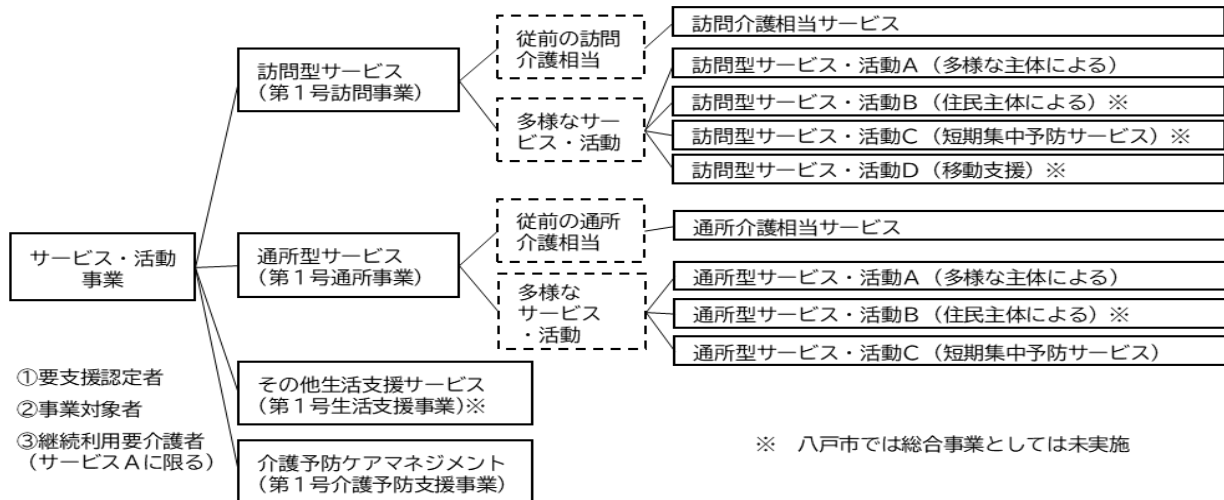 サービス・活動
事業
①要支援認定者
②事業対象者
③継続利用要介護者
(サービスAに限る)
訪問型サービス
(第1号訪問事業)
従前の訪問
介護相当
訪問介護相当サービス
多様なサー
ビス・活動
訪問型サービス・活動A（多様な主体による）
訪問型サービス・活動B（住民主体による）※
訪問型サービス・活動C（短期集中予防サービス）※
訪問型サービス・活動D（移動支援）※
通所型サービス
(第1号通所事業)
従前の通所
介護相当
通所介護相当サービス
多様な
サービス
・活動
通所型サービス・活動A（多様な主体による）
通所型サービス・活動B（住民主体による）※
通所型サービス・活動C（短期集中予防サービス）
その他生活支援サービス
(第1号生活支援事業)※
介護予防ケアマネジメント
(第1号介護予防支援事業)
※　八戸市では総合事業としては未実施